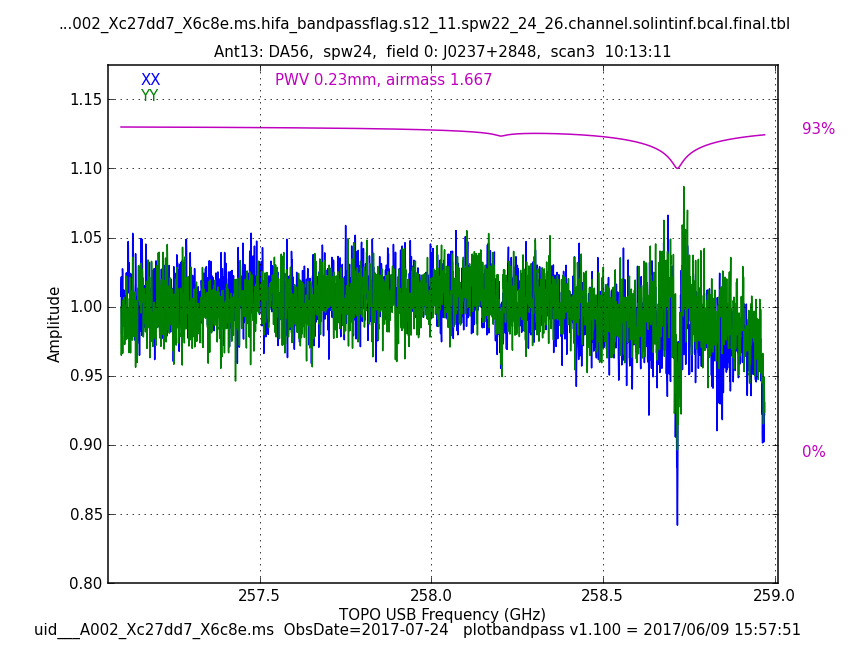 ...002_Xc27dd7_X6c8e.ms.hifa_bandpassflag.s12_11.spw22_24_26.channel.solintinf.bcal.final.tbl
Ant13: DA56,  spw24,  field 0: J0237+2848,  scan3  10:13:11
XX
YY
PWV 0.23mm, airmass 1.667
93%
0%
1.15
1.10
1.05
1.00
0.95
0.90
0.85
0.80
Amplitude
257.5
258.0
258.5
259.0
TOPO USB Frequency (GHz)
uid___A002_Xc27dd7_X6c8e.ms  ObsDate=2017-07-24   plotbandpass v1.100 = 2017/06/09 15:57:51